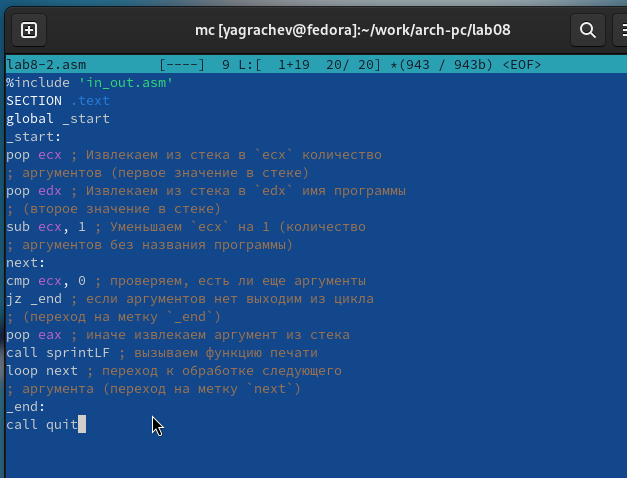 mc [yagrachev@fedora]:~/work/arch-pc/lab08
lab8-2.asm [----] 9 L:[ 1+19 20/ 20] *(943 / 943b) <EOF>
%include 'in_out.asm'
SECTION .text
global _start
_start:
pop ecx ; Извлекаем из стека в `ecx` количество
; аргументов (первое значение в стеке)
pop edx ; Извлекаем из стека в `edx` имя программы
; (второе значение в стеке)
sub ecx, 1 ; Уменьшаем `ecx` на 1 (количество
; аргументов без названия программы)
next:
cmp ecx, 0 ; проверяем, есть ли еще аргументы
jz _end ; если аргументов нет выходим из цикла
; (переход на метку `_end`)
pop eax ; иначе извлекаем аргумент из стека
call sprintLF ; вызываем функцию печати
loop next ; переход к обработке следующего
; аргумента (переход на метку `next`)
_end:
call quit